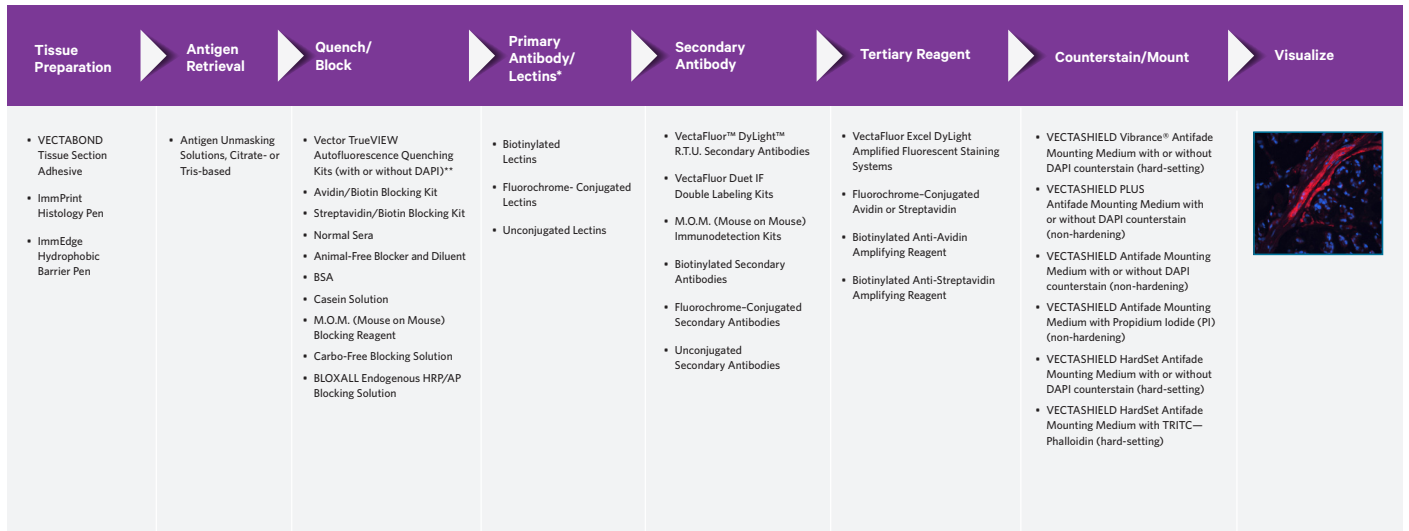 Tissue
Preparation
Antigen
Retrieval
Quench/
Block
Primary
Antibody/
Lectins*
Secondary
Antibody
Tertiary Reagent
Counterstain/Mount
Visualize
• VECTABOND
Tissue Section
Adhesive
• ImmPrint
Histology Pen
• ImmEdge
Hydrophobic
Barrier Pen
• Antigen Unmasking
Solutions, Citrate- or
Tris-based
• Vector TrueVIEW
Autofluorescence Quenching
Kits (with or without DAPI)**
• Avidin/Biotin Blocking Kit
• Streptavidin/Biotin Blocking Kit
• Normal Sera
• Animal-Free Blocker and Diluent
• BSA
• Casein Solution
• M.O.M. (Mouse on Mouse)
Blocking Reagent
• Carbo-Free Blocking Solution
• BLOXALL Endogenous HRP/AP
Blocking Solution
• Biotinylated
Lectins
• Fluorochrome- Conjugated
Lectins
• Unconjugated Lectins
• VectaFluor™ DyLight™
R.T.U. Secondary Antibodies
• VectaFluor Duet IF
Double Labeling Kits
• M.O.M. (Mouse on Mouse)
Immunodetection Kits
• Biotinylated Secondary
Antibodies
• Fluorochrome–Conjugated
Secondary Antibodies
• Unconjugated
Secondary Antibodies
• VectaFluor Excel DyLight
Amplified Fluorescent Staining
Systems
• Fluorochrome–Conjugated
Avidin or Streptavidin
• Biotinylated Anti-Avidin
Amplifying Reagent
• Biotinylated Anti-Streptavidin
Amplifying Reagent
• VECTASHIELD Vibrance® Antifade
Mounting Medium with or without
DAPI counterstain (hard-setting)
• VECTASHIELD PLUS
Antifade Mounting Medium with
or without DAPI counterstain
(non-hardening)
• VECTASHIELD Antifade Mounting
Medium with or without DAPI
counterstain (non-hardening)
• VECTASHIELD Antifade Mounting
Medium with Propidium Iodide (PI)
(non-hardening)
• VECTASHIELD HardSet Antifade
Mounting Medium with or without
DAPI counterstain (hard-setting)
• VECTASHIELD HardSet Antifade
Mounting Medium with TRITC—
Phalloidin (hard-setting)